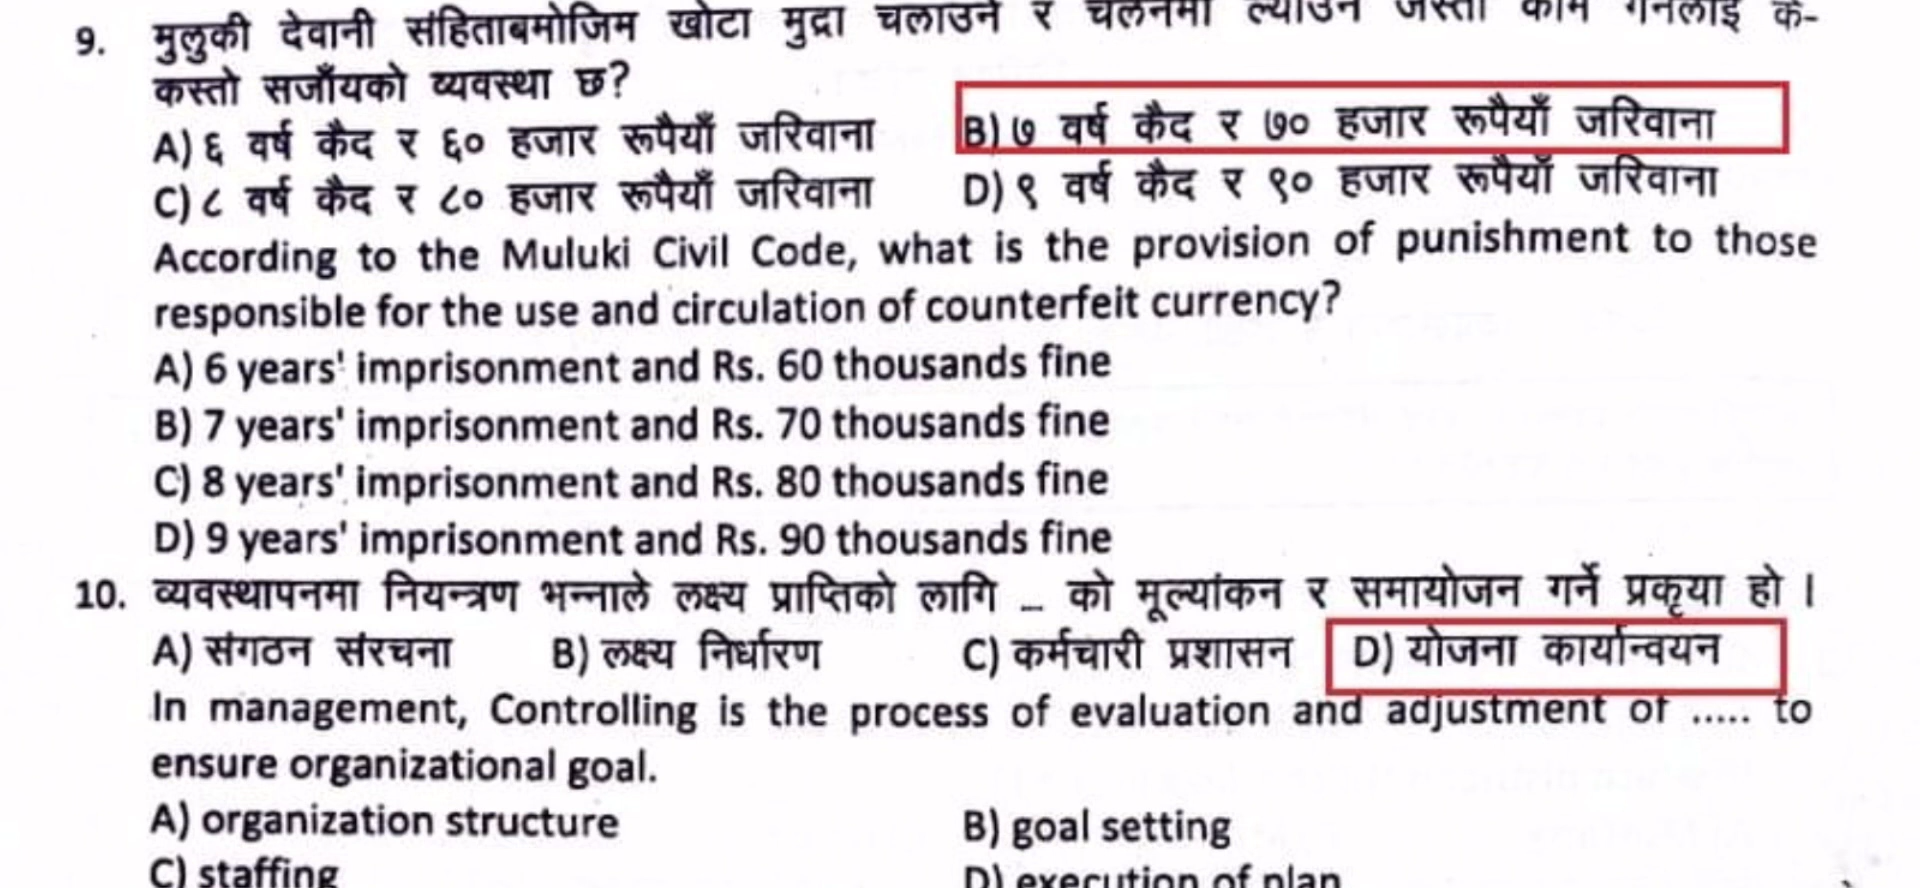 9. मुलुकी देवानी संहिताबमोजिम खोटा मुद्रा चलाउने र चलनमा ल्याउने जस्ता काम गर्नेलाई के-
कस्तो सजाँयको व्यवस्था छ?
A) ६ वर्ष कैद र ६० हजार रूपैयाँ जरिवाना B) ७ वर्ष कैद र ७० हजार रूपैयाँ जरिवाना
C) ८ वर्ष कैद र ८० हजार रूपैयाँ जरिवाना D) ९ वर्ष कैद र ९० हजार रूपैयाँ जरिवाना
According to the Muluki Civil Code, what is the provision of punishment to those
responsible for the use and circulation of counterfeit currency?
A) 6 years' imprisonment and Rs. 60 thousands fine
B) 7 years' imprisonment and Rs. 70 thousands fine
C) 8 years' imprisonment and Rs. 80 thousands fine
D) 9 years' imprisonment and Rs. 90 thousands fine
10. व्यवस्थापनमा नियन्त्रण भन्नाले लक्ष्य प्राप्तिको लागि _ को मूल्यांकन र समायोजन गर्ने प्रकृया हो ।
A) संगठन संरचना B) लक्ष्य निर्धारण C) कर्मचारी प्रशासन D) योजना कार्यान्वयन
In management, Controlling is the process of evaluation and adjustment of ..... to
ensure organizational goal.
A) organization structure B) goal setting
C) staffing D) execution of plan